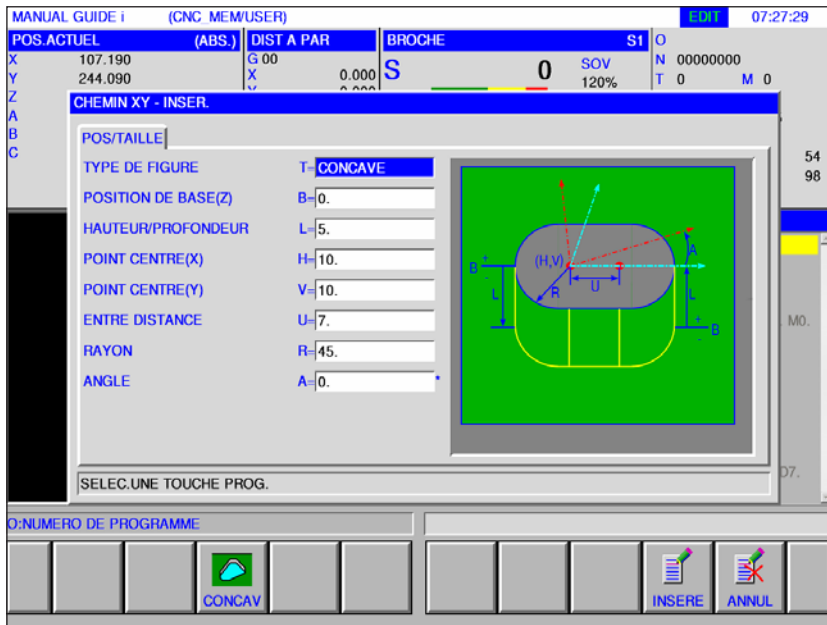 MANUAL GUIDE i (CNC_MEM/USER) EDIT 07:27:29
POS.ACTUEL (ABS.) DIST A PAR BROCHE S1 O
X 107.190 G 00 S 0 SOV N 00000000
Y 244.090 X 0.000 120% T 0 M 0
Z
A
B
C
54
98
CHEMIN XY - INSER.
POS/TAILLE
TYPE DE FIGURE T=CONCAVE
POSITION DE BASE(Z) B=0.
HAUTEUR/PROFONDEUR L=5.
POINT CENTRE(X) H=10.
POINT CENTRE(Y) V=10.
ENTRE DISTANCE U=7.
RAYON R=45.
ANGLE A=0. *
(H,V) A
B + U
L R L
+ B
-
M0.
D7.
SELEC.UNE TOUCHE PROG.
O:NUMERO DE PROGRAMME
CONCAV INSERE ANNUL